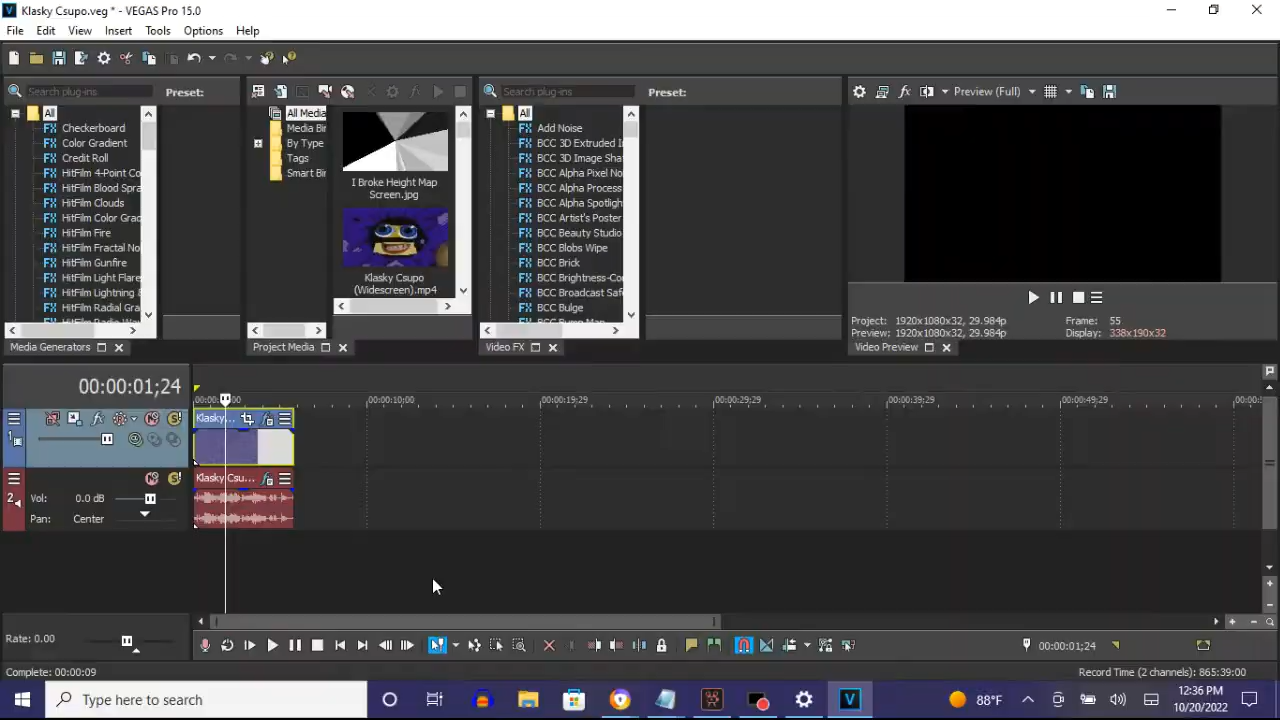 Klasky Csupo.veg * - VEGAS Pro 15.0
File Edit View Insert Tools Options Help
Search plug-ins Preset:
All
Checkerboard
Color Gradient
Credit Roll
HitFilm 4-Point Co
HitFilm Blood Spra
HitFilm Clouds
HitFilm Color Grad
HitFilm Fire
HitFilm Fractal Noi
HitFilm Gunfire
HitFilm Light Flare
HitFilm Lightning &
HitFilm Radial Gra
Media Generators
All Media
Media Bin
By Type
Tags
Smart Bin
I Broke Height Map
Screen.jpg
Klasky Csupo
(Widescreen).mp4
Project Media
Search plug-ins Preset:
All
Add Noise
BCC 3D Extruded I
BCC 3D Image Sha
BCC Alpha Pixel No
BCC Alpha Process
BCC Alpha Spotligh
BCC Artist's Poster
BCC Beauty Studio
BCC Blobs Wipe
BCC Brick
BCC Brightness-Co
BCC Broadcast Safe
BCC Bulge
Video FX
Preview (Full)
Project: 1920x1080x32, 29.984p Frame: 55
Preview: 1920x1080x32, 29.984p Display: 338x190x32
Video Preview
00:00:01;24
00:00:10;00 00:00:19;29 00:00:29;29 00:00:39;29 00:00:49;29
1
Klasky...
2
Klasky Csu...
Vol: 0.0 dB
Pan: Center
Rate: 0.00
00:00:01;24
Complete: 00:00:09
Record Time (2 channels): 865:39:00
Type here to search
88°F
12:36 PM
10/20/2022